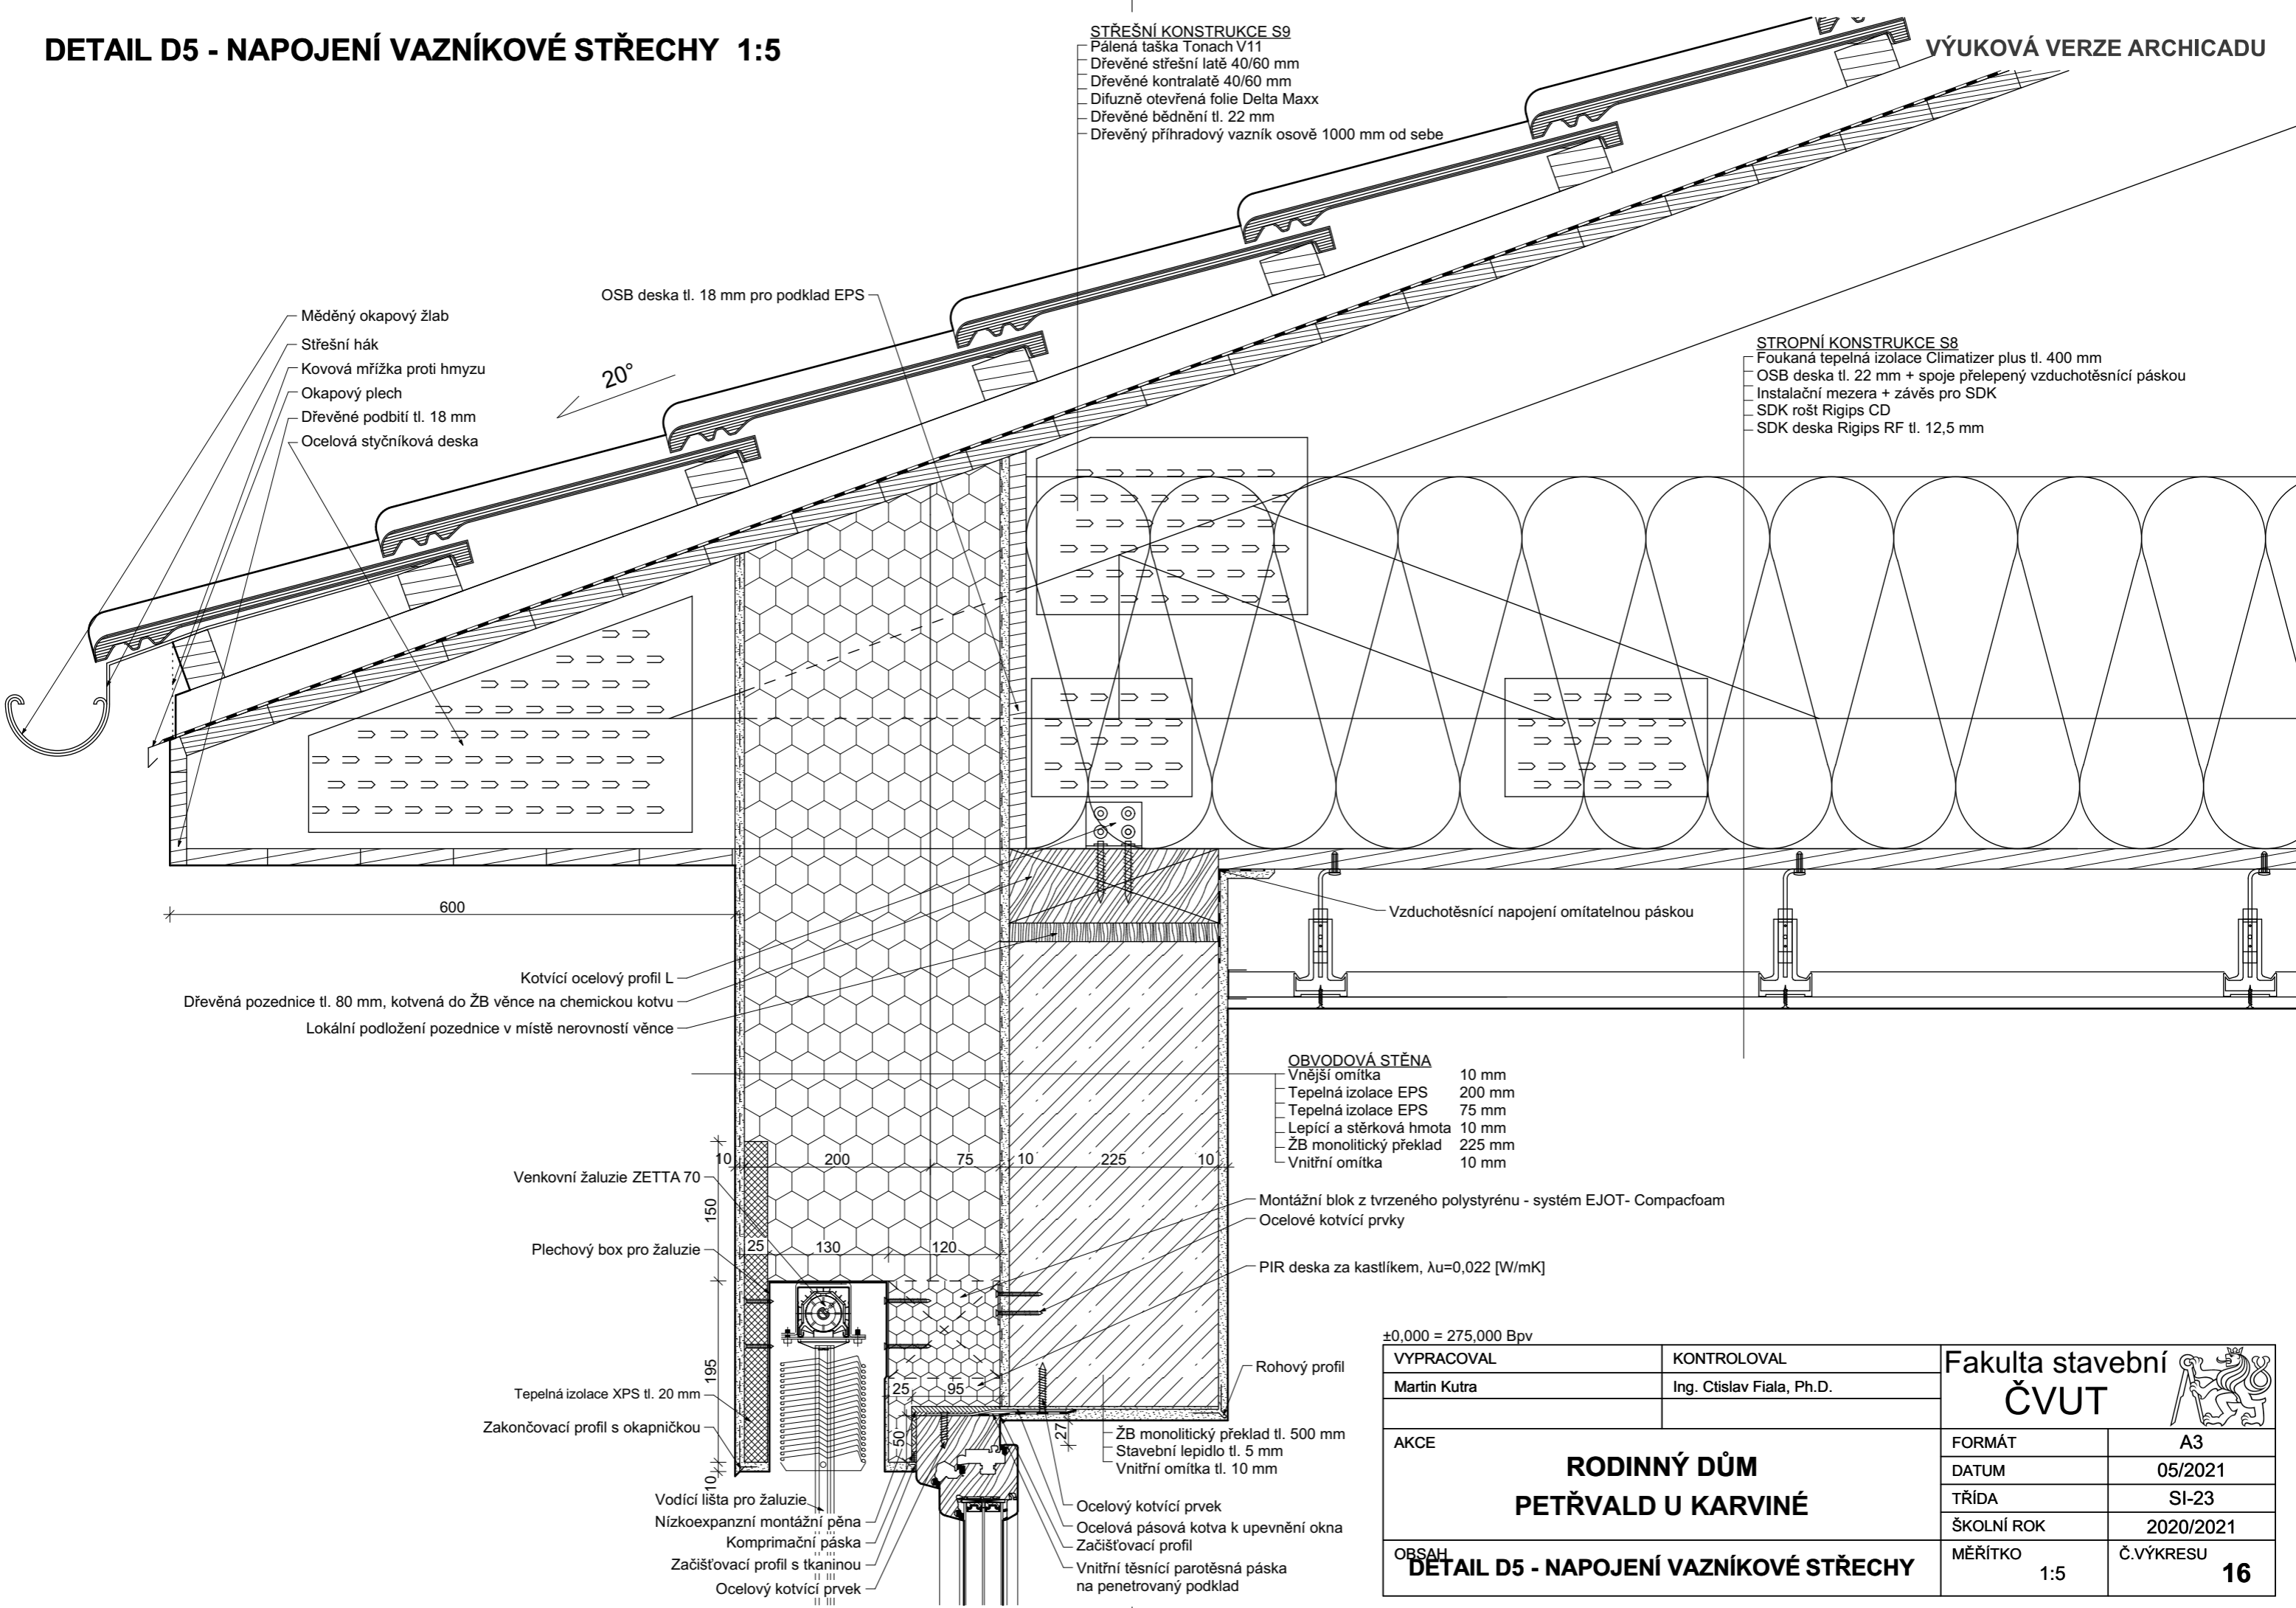 DETAIL D5 - NAPOJENÍ VAZNÍKOVÉ STŘECHY 1:5
VÝUKOVÁ VERZE ARCHICADU
STŘEŠNÍ KONSTRUKCE S9
Pálená taška Tonach V11
Dřevěné střešní latě 40/60 mm
Dřevěné kontralatě 40/60 mm
Difuzně otevřená folie Delta Maxx
Dřevěné bědnění tl. 22 mm
Dřevěný příhradový vazník osově 1000 mm od sebe
OSB deska tl. 18 mm pro podklad EPS
Měděný okapový žlab
Střešní hák
Kovová mřížka proti hmyzu
Okapový plech
Dřevěné podbití tl. 18 mm
Ocelová styčníková deska
20°
STROPNÍ KONSTRUKCE S8
Foukaná tepelná izolace Climatizer plus tl. 400 mm
OSB deska tl. 22 mm + spoje přelepený vzduchotěsnící páskou
Instalační mezera + závěs pro SDK
SDK rošt Rigips CD
SDK deska Rigips RF tl. 12,5 mm
600
Vzduchotěsnící napojení omítatelnou páskou
Kotvící ocelový profil L
Dřevěná pozednice tl. 80 mm, kotvená do ŽB věnce na chemickou kotvu
Lokální podložení pozednice v místě nerovností věnce
OBVODOVÁ STĚNA
Vnější omítka 10 mm
Tepelná izolace EPS 200 mm
Tepelná izolace EPS 75 mm
Lepící a stěrková hmota 10 mm
ŽB monolitický překlad 225 mm
Vnitřní omítka 10 mm
10 200 75 10 225 10
150
25 130 120
195
25 95
50
27
10
Venkovní žaluzie ZETTA 70
Plechový box pro žaluzie
Tepelná izolace XPS tl. 20 mm
Zakončovací profil s okapničkou
Vodící lišta pro žaluzie
Nízkoexpanzní montážní pěna
Komprimační páska
Začišťovací profil s tkaninou
Ocelový kotvící prvek
Montážní blok z tvrzeného polystyrénu - systém EJOT- Compacfoam
Ocelové kotvící prvky
PIR deska za kastlíkem, λu=0,022 [W/mK]
Rohový profil
ŽB monolitický překlad tl. 500 mm
Stavební lepidlo tl. 5 mm
Vnitřní omítka tl. 10 mm
Ocelový kotvící prvek
Ocelová pásová kotva k upevnění okna
Začišťovací profil
Vnitřní těsnící parotěsná páska
na penetrovaný podklad
±0,000 = 275,000 Bpv
VYPRACOVAL KONTROLOVAL
Martin Kutra Ing. Ctislav Fiala, Ph.D.
Fakulta stavební
ČVUT
AKCE
RODINNÝ DŮM
PETŘVALD U KARVINÉ
FORMÁT A3
DATUM 05/2021
TŘÍDA SI-23
ŠKOLNÍ ROK 2020/2021
OBSAH
DETAIL D5 - NAPOJENÍ VAZNÍKOVÉ STŘECHY
MĚŘÍTKO
1:5
Č.VÝKRESU
16